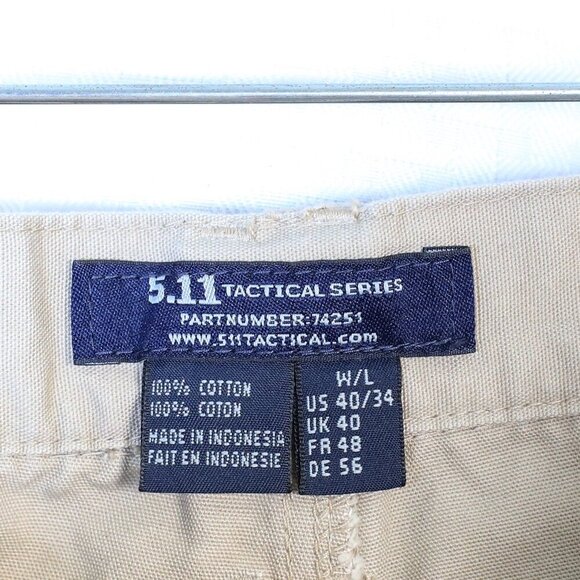 5.11 TACTICAL SERIES
PARTNUMBER:74251
WWW.511TACTICAL.com
100% COTTON
100% COTON
MADE IN INDONESIA
FAIT EN INDONESIE
W/L
US 40/34
UK 40
FR 48
DE 56